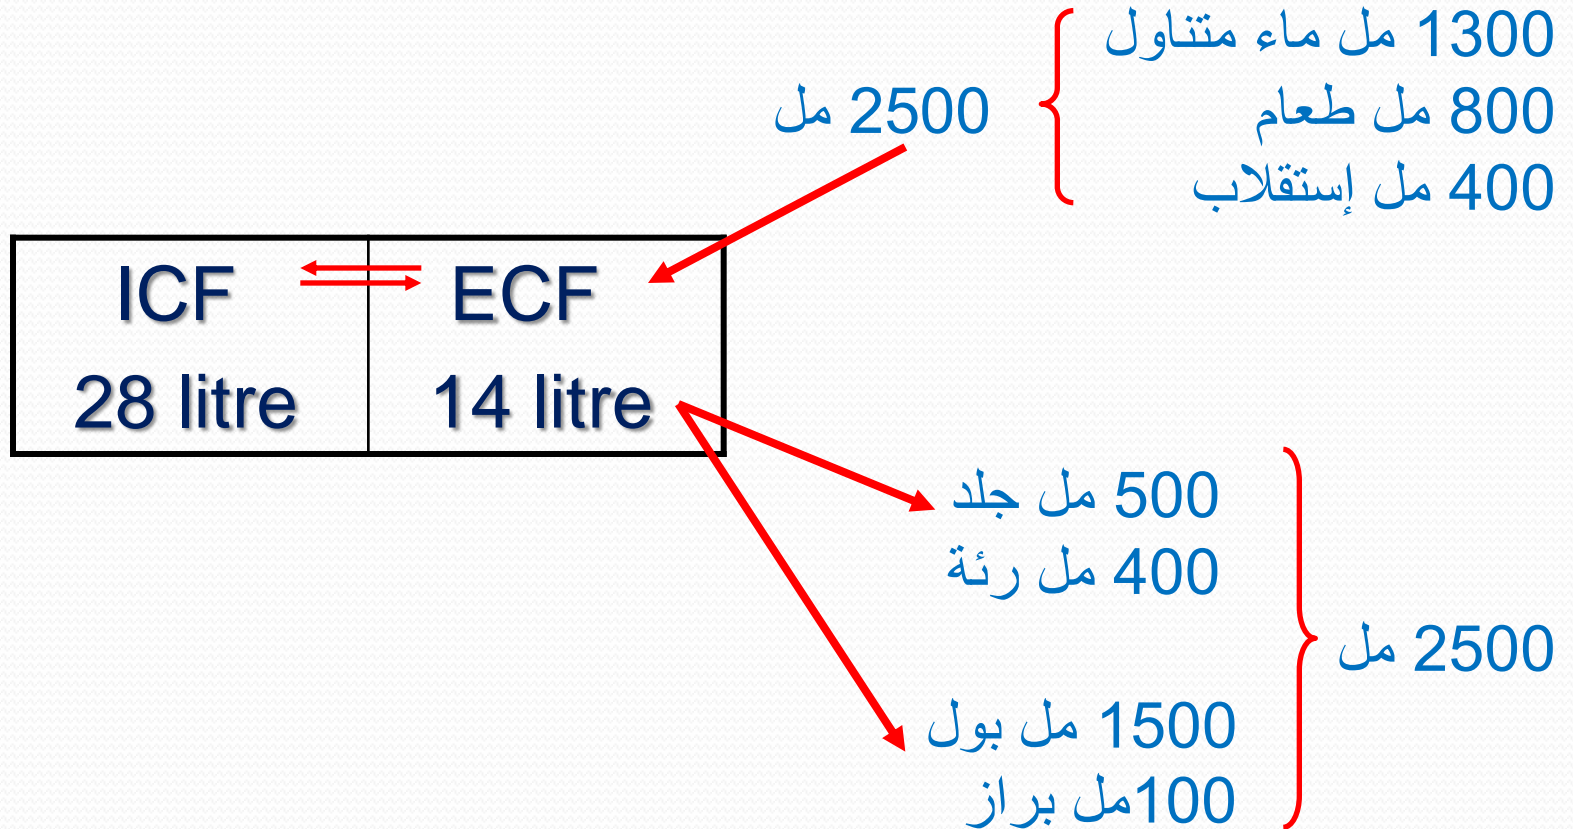 1300 مل ماء متناول
800 مل طعام
400 مل إستقلاب
2500 مل
ICF
28 litre
ECF
14 litre
500 مل جلد
400 مل رئة
1500 مل بول
100مل براز
2500 مل